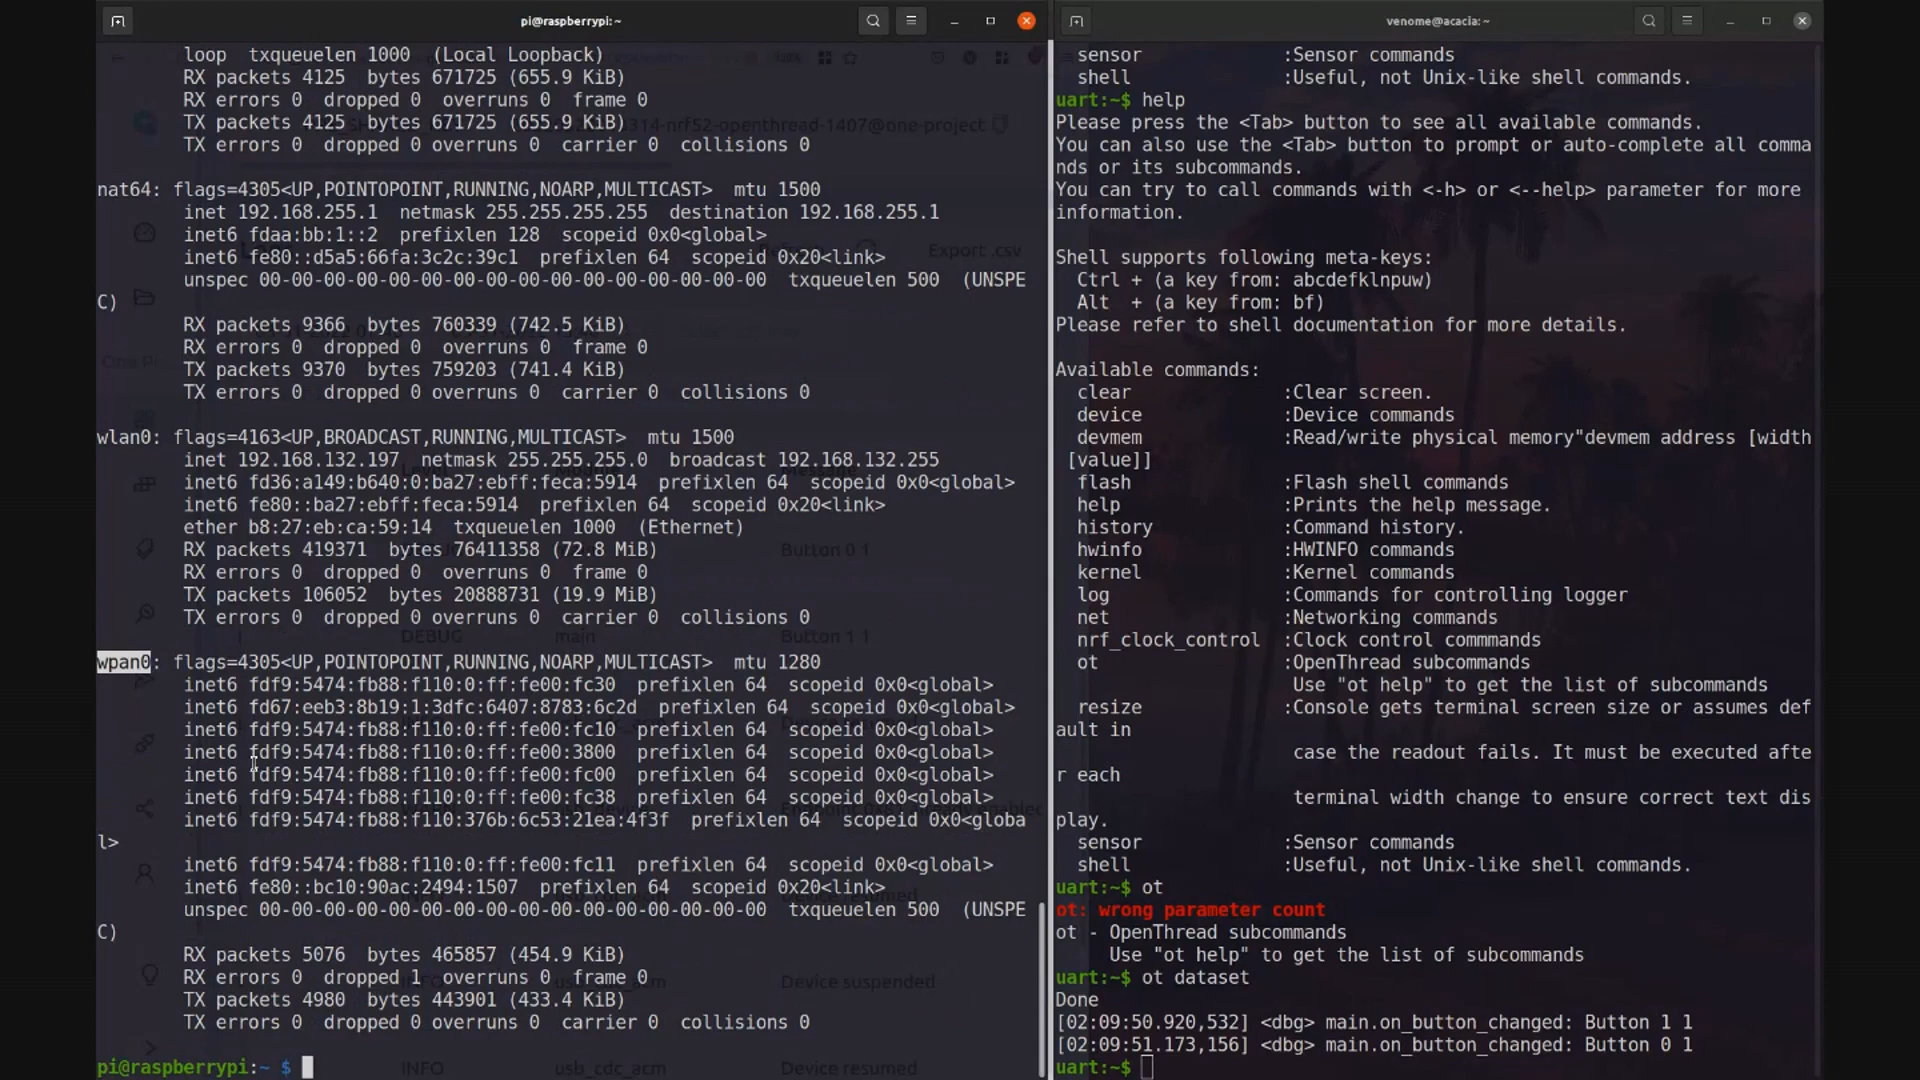 pi@raspberrypi: ~
loop  txqueuelen 1000  (Local Loopback)
RX packets 4125  bytes 671725 (655.9 KiB)
RX errors 0  dropped 0  overruns 0  frame 0
TX packets 4125  bytes 671725 (655.9 KiB)
TX errors 0  dropped 0 overruns 0  carrier 0  collisions 0
nat64: flags=4305<UP,POINTOPOINT,RUNNING,NOARP,MULTICAST>  mtu 1500
inet 192.168.255.1  netmask 255.255.255.255  destination 192.168.255.1
inet6 fdaa:bb:1::2  prefixlen 128  scopeid 0x0<global>
inet6 fe80::d5a5:66fa:3c2c:39c1  prefixlen 64  scopeid 0x20<link>
unspec 00-00-00-00-00-00-00-00-00-00-00-00-00-00-00-00  txqueuelen 500  (UNSPE
C)
RX packets 9366  bytes 760339 (742.5 KiB)
RX errors 0  dropped 0  overruns 0  frame 0
TX packets 9370  bytes 759203 (741.4 KiB)
TX errors 0  dropped 0 overruns 0  carrier 0  collisions 0
wlan0: flags=4163<UP,BROADCAST,RUNNING,MULTICAST>  mtu 1500
inet 192.168.132.197  netmask 255.255.255.0  broadcast 192.168.132.255
inet6 fd36:a149:b640:0:ba27:ebff:feca:5914  prefixlen 64  scopeid 0x0<global>
inet6 fe80::ba27:ebff:feca:5914  prefixlen 64  scopeid 0x20<link>
ether b8:27:eb:ca:59:14  txqueuelen 1000  (Ethernet)
RX packets 419371  bytes 76411358 (72.8 MiB)
RX errors 0  dropped 0  overruns 0  frame 0
TX packets 106052  bytes 20888731 (19.9 MiB)
TX errors 0  dropped 0 overruns 0  carrier 0  collisions 0
wpan0: flags=4305<UP,POINTOPOINT,RUNNING,NOARP,MULTICAST>  mtu 1280
inet6 fdf9:5474:fb88:f110:0:ff:fe00:fc30  prefixlen 64  scopeid 0x0<global>
inet6 fd67:eeb3:8b19:1:3dfc:6407:8783:6c2d  prefixlen 64  scopeid 0x0<global>
inet6 fdf9:5474:fb88:f110:0:ff:fe00:fc10  prefixlen 64  scopeid 0x0<global>
inet6 fdf9:5474:fb88:f110:0:ff:fe00:3800  prefixlen 64  scopeid 0x0<global>
inet6 fdf9:5474:fb88:f110:0:ff:fe00:fc00  prefixlen 64  scopeid 0x0<global>
inet6 fdf9:5474:fb88:f110:0:ff:fe00:fc38  prefixlen 64  scopeid 0x0<global>
inet6 fdf9:5474:fb88:f110:376b:6c53:21ea:4f3f  prefixlen 64  scopeid 0x0<globa
l>
inet6 fdf9:5474:fb88:f110:0:ff:fe00:fc11  prefixlen 64  scopeid 0x0<global>
inet6 fe80::bc10:90ac:2494:1507  prefixlen 64  scopeid 0x20<link>
unspec 00-00-00-00-00-00-00-00-00-00-00-00-00-00-00-00  txqueuelen 500  (UNSPE
C)
RX packets 5076  bytes 465857 (454.9 KiB)
RX errors 0  dropped 1  overruns 0  frame 0
TX packets 4980  bytes 443901 (433.4 KiB)
TX errors 0  dropped 0 overruns 0  carrier 0  collisions 0
pi@raspberrypi:~ $
venome@acacia: ~
sensor :Sensor commands
shell :Useful, not Unix-like shell commands.
uart:~$ help
Please press the <Tab> button to see all available commands.
You can also use the <Tab> button to prompt or auto-complete all comma
nds or its subcommands.
You can try to call commands with <-h> or <--help> parameter for more
information.
Shell supports following meta-keys:
Ctrl + (a key from: abcdefklnpuw)
Alt  + (a key from: bf)
Please refer to shell documentation for more details.
Available commands:
clear :Clear screen.
device :Device commands
devmem :Read/write physical memory"devmem address [width
[value]]
flash :Flash shell commands
help :Prints the help message.
history :Command history.
hwinfo :HWINFO commands
kernel :Kernel commands
log :Commands for controlling logger
net :Networking commands
nrf_clock_control :Clock control commmands
ot :OpenThread subcommands
Use "ot help" to get the list of subcommands
resize :Console gets terminal screen size or assumes def
ault in
case the readout fails. It must be executed afte
r each
terminal width change to ensure correct text dis
play.
sensor :Sensor commands
shell :Useful, not Unix-like shell commands.
uart:~$ ot
ot: wrong parameter count
ot - OpenThread subcommands
Use "ot help" to get the list of subcommands
uart:~$ ot dataset
Done
[02:09:50.920,532] <dbg> main.on_button_changed: Button 1 1
[02:09:51.173,156] <dbg> main.on_button_changed: Button 0 1
uart:~$